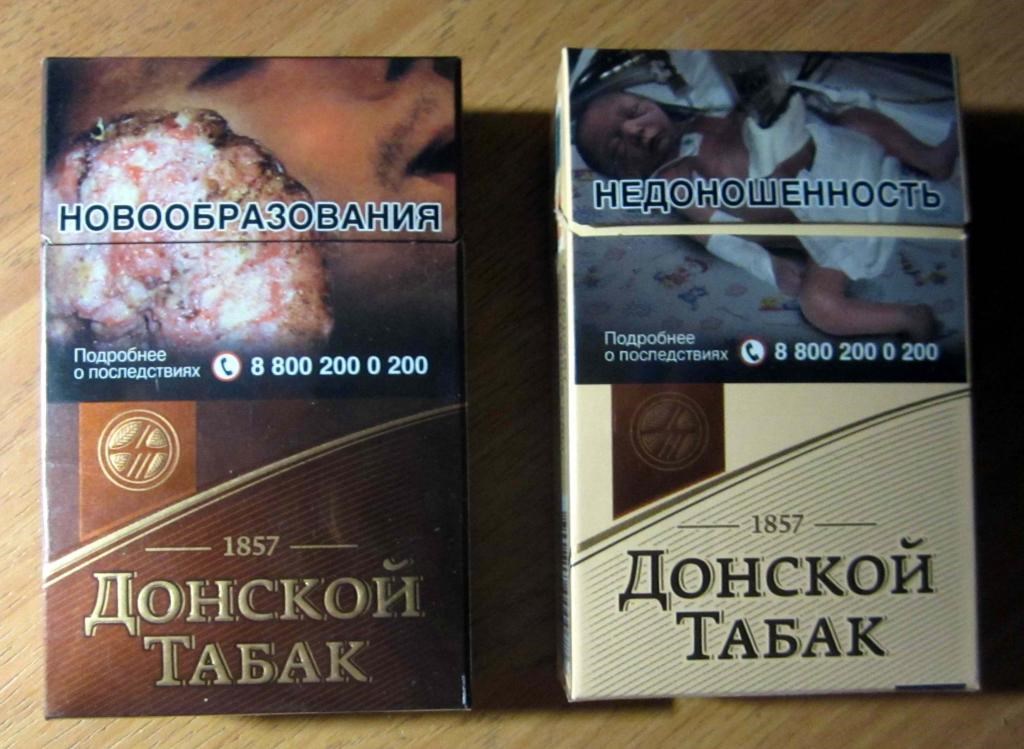 НОВООБРАЗОВАНИЯ
Подробнее
о последствиях
8 800 200 0 200
1857
ДОНСКОЙ
ТАБАК
НЕДОНОШЕННОСТЬ
Подробнее
о последствиях
8 800 200 0 200
1857
ДОНСКОЙ
ТАБАК